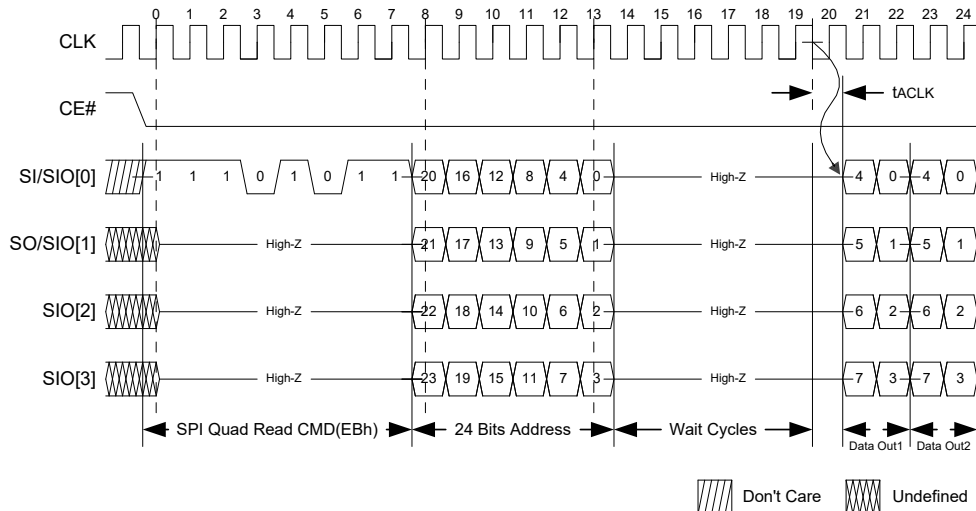 0 1 2 3 4 5 6 7 8 9 10 11 12 13 14 15 16 17 18 19 20 21 22 23 24
CLK
tACLK
CE#
SI/SIO[0] 1 1 1 0 1 0 1 1 20 16 12 8 4 0 High-Z 4 0 4 0
SO/SIO[1] High-Z 21 17 13 9 5 1 High-Z 5 1 5 1
SIO[2] High-Z 22 18 14 10 6 2 High-Z 6 2 6 2
SIO[3] High-Z 23 19 15 11 7 3 High-Z 7 3 7 3
SPI Quad Read CMD(EBh) 24 Bits Address Wait Cycles Data Out1 Data Out2
Don't Care Undefined